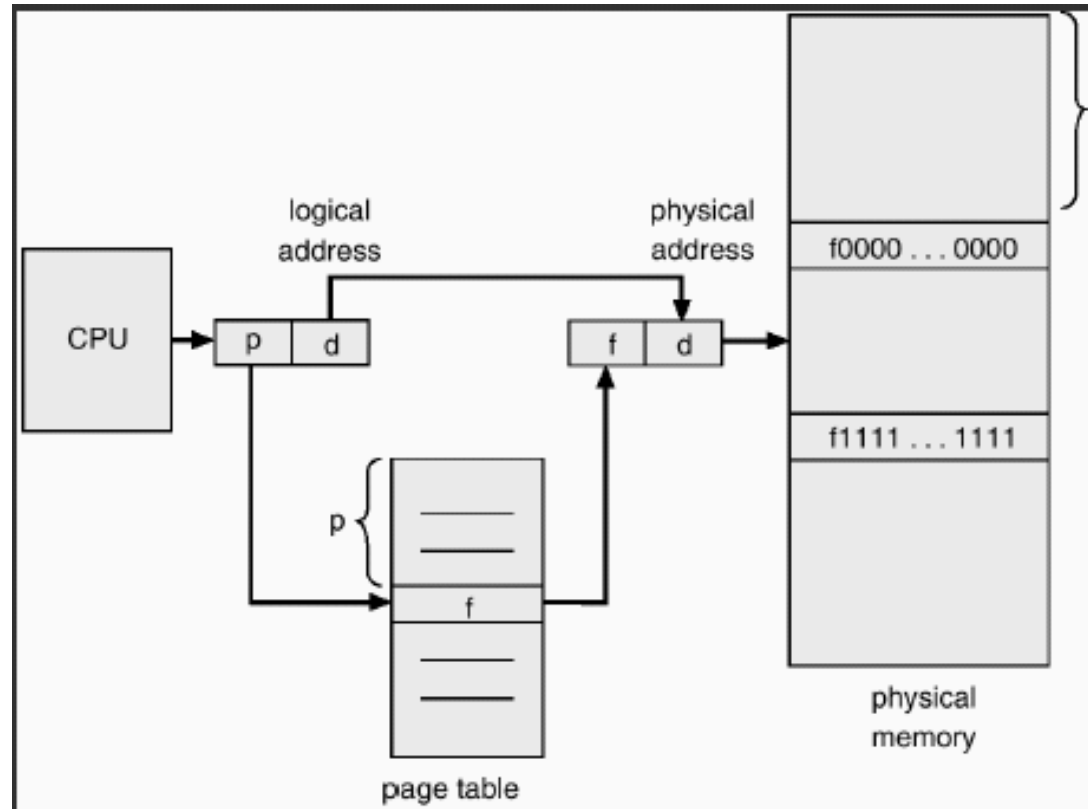 logical
address
physical
address
f0000 . . . 0000
CPU
p
d
f
d
f1111 . . . 1111
p
f
physical
memory
page table